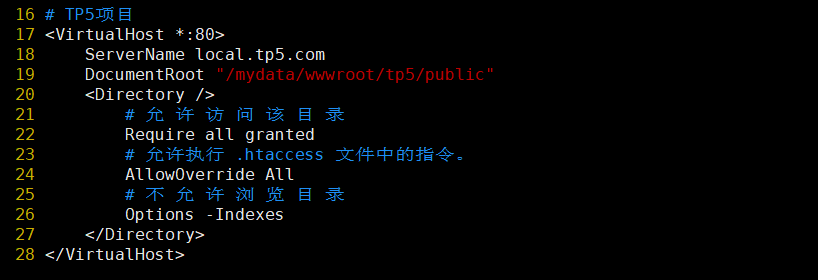 16 # TP5项目
17 <VirtualHost *:80>
18     ServerName local.tp5.com
19     DocumentRoot "/mydata/wwwroot/tp5/public"
20     <Directory />
21         # 允许访问该目录
22         Require all granted
23         # 允许执行 .htaccess 文件中的指令。
24         AllowOverride All
25         # 不允许浏览目录
26         Options -Indexes
27     </Directory>
28 </VirtualHost>